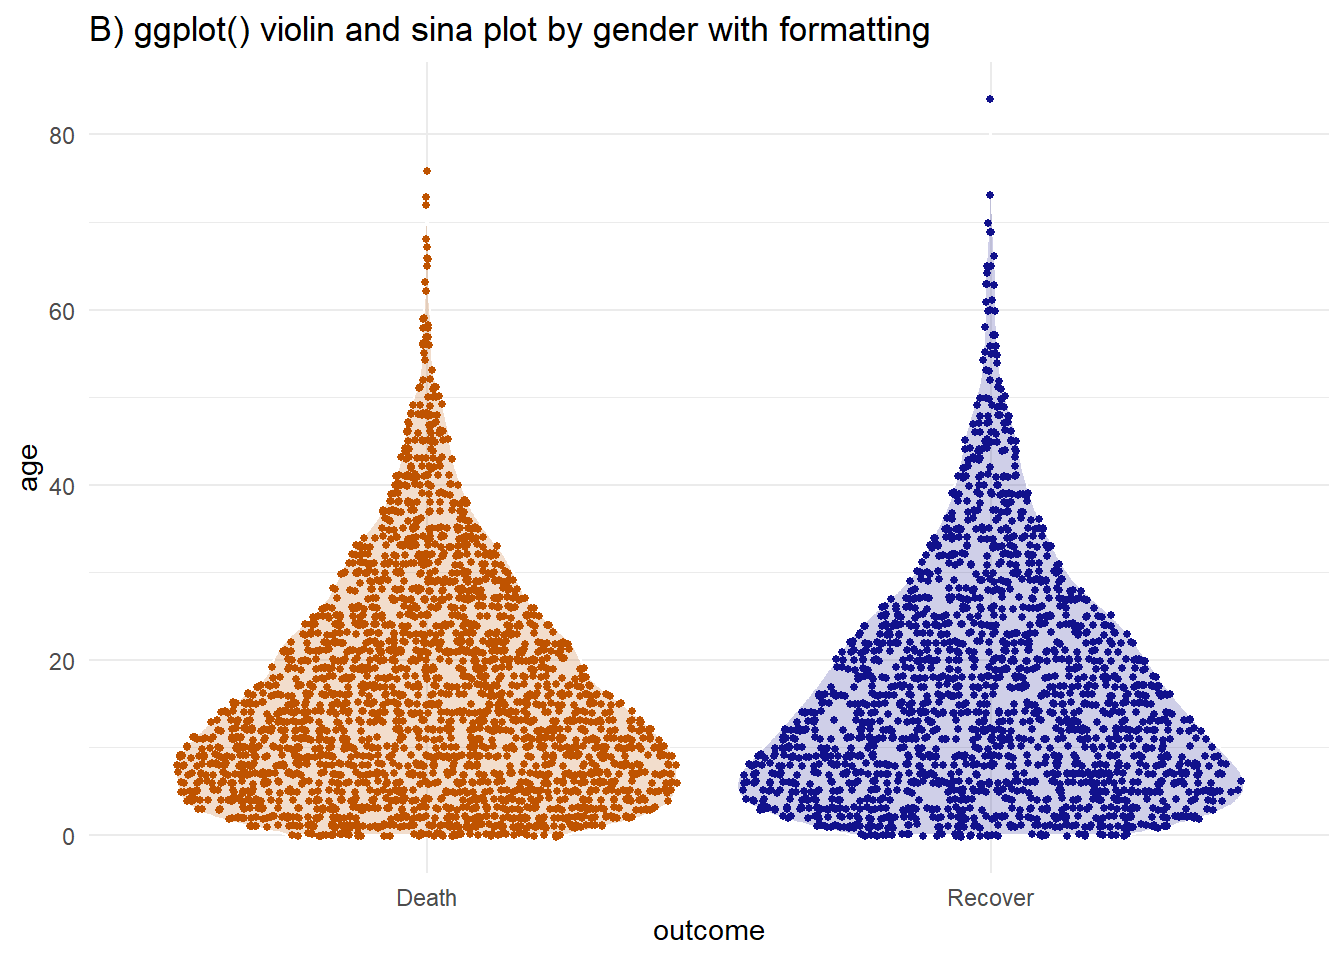 B) ggplot() violin and sina plot by gender with formatting
80
60
40
20
0
age
Death
Recover
outcome